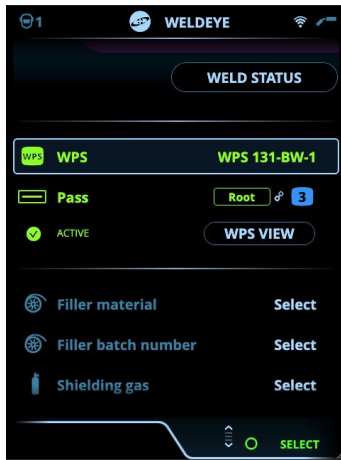 1 WELDEYE
WELD STATUS
WPS WPS WPS 131-BW-1
Pass Root 3
ACTIVE WPS VIEW
Filler material Select
Filler batch number Select
Shielding gas Select
SELECT